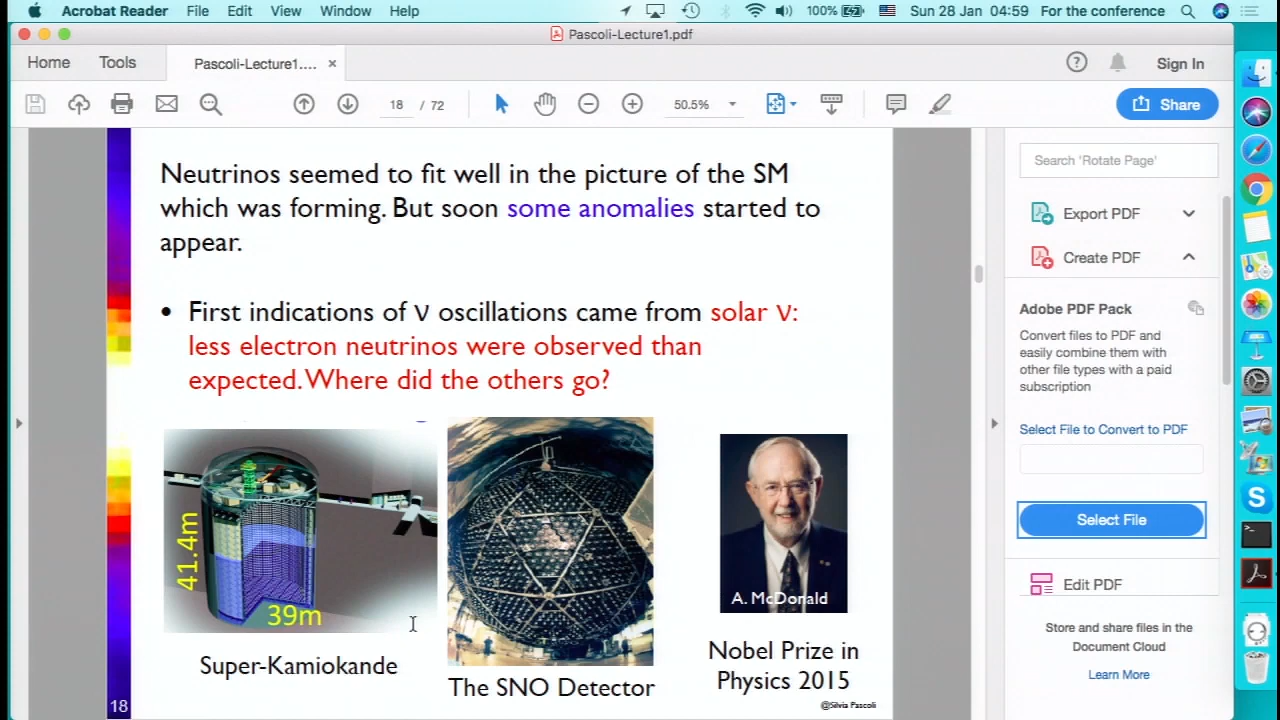 Acrobat Reader File Edit View Window Help 100% Sun 28 Jan 04:59 For the conference
Pascoli-Lecture1.pdf
Home Tools Pascoli-Lecture1.... × Sign In
18 / 72 50.5% Share
Neutrinos seemed to fit well in the picture of the SM
which was forming. But soon some anomalies started to
appear.
• First indications of ν oscillations came from solar ν:
less electron neutrinos were observed than
expected. Where did the others go?
41.4m
39m
A. McDonald
Super-Kamiokande
The SNO Detector
Nobel Prize in
Physics 2015
@Silvia Pascoli
18
Search 'Rotate Page'
Export PDF
Create PDF
Adobe PDF Pack
Convert files to PDF and
easily combine them with
other file types with a paid
subscription
Select File to Convert to PDF
Select File
Edit PDF
Store and share files in the
Document Cloud
Learn More